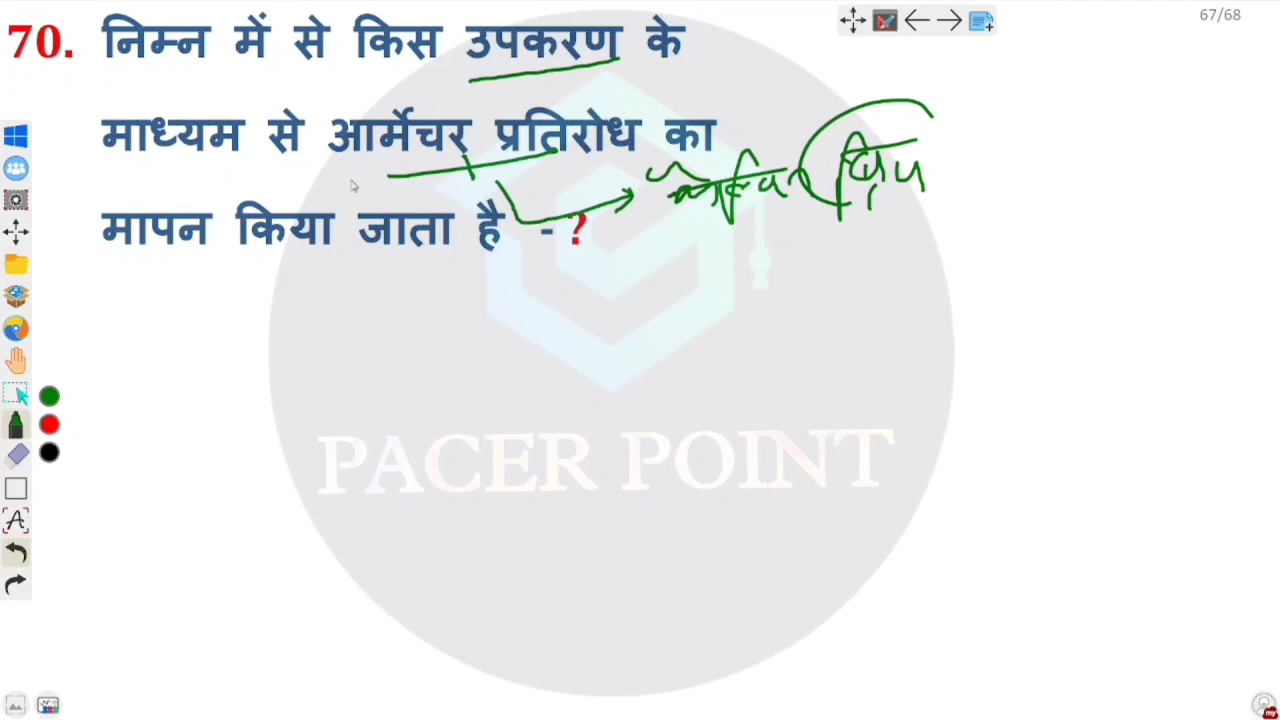 67/68
70. निम्न में से किस उपकरण के
माध्यम से आर्मेचर प्रतिरोध का
मापन किया जाता है - ?
PACER POINT